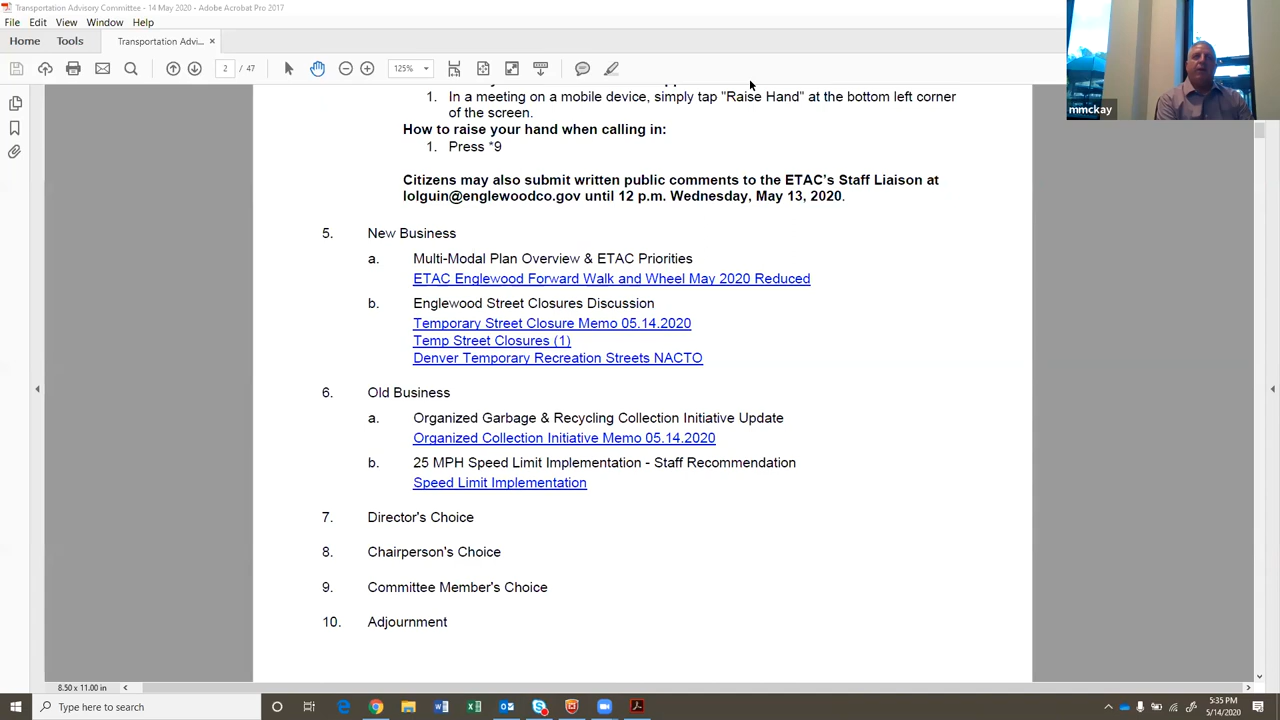 Transportation Advisory Committee - 14 May 2020 - Adobe Acrobat Pro 2017
File Edit View Window Help
Home Tools Transportation Advi... ×
2 / 47 125%
1. In a meeting on a mobile device, simply tap "Raise Hand" at the bottom left corner
of the screen.
How to raise your hand when calling in:
1. Press *9
Citizens may also submit written public comments to the ETAC's Staff Liaison at
lolguin@englewoodco.gov until 12 p.m. Wednesday, May 13, 2020.
5. New Business
a. Multi-Modal Plan Overview & ETAC Priorities
ETAC Englewood Forward Walk and Wheel May 2020 Reduced
b. Englewood Street Closures Discussion
Temporary Street Closure Memo 05.14.2020
Temp Street Closures (1)
Denver Temporary Recreation Streets NACTO
6. Old Business
a. Organized Garbage & Recycling Collection Initiative Update
Organized Collection Initiative Memo 05.14.2020
b. 25 MPH Speed Limit Implementation - Staff Recommendation
Speed Limit Implementation
7. Director's Choice
8. Chairperson's Choice
9. Committee Member's Choice
10. Adjournment
8.50 x 11.00 in
mmckay
Type here to search
5:35 PM
5/14/2020